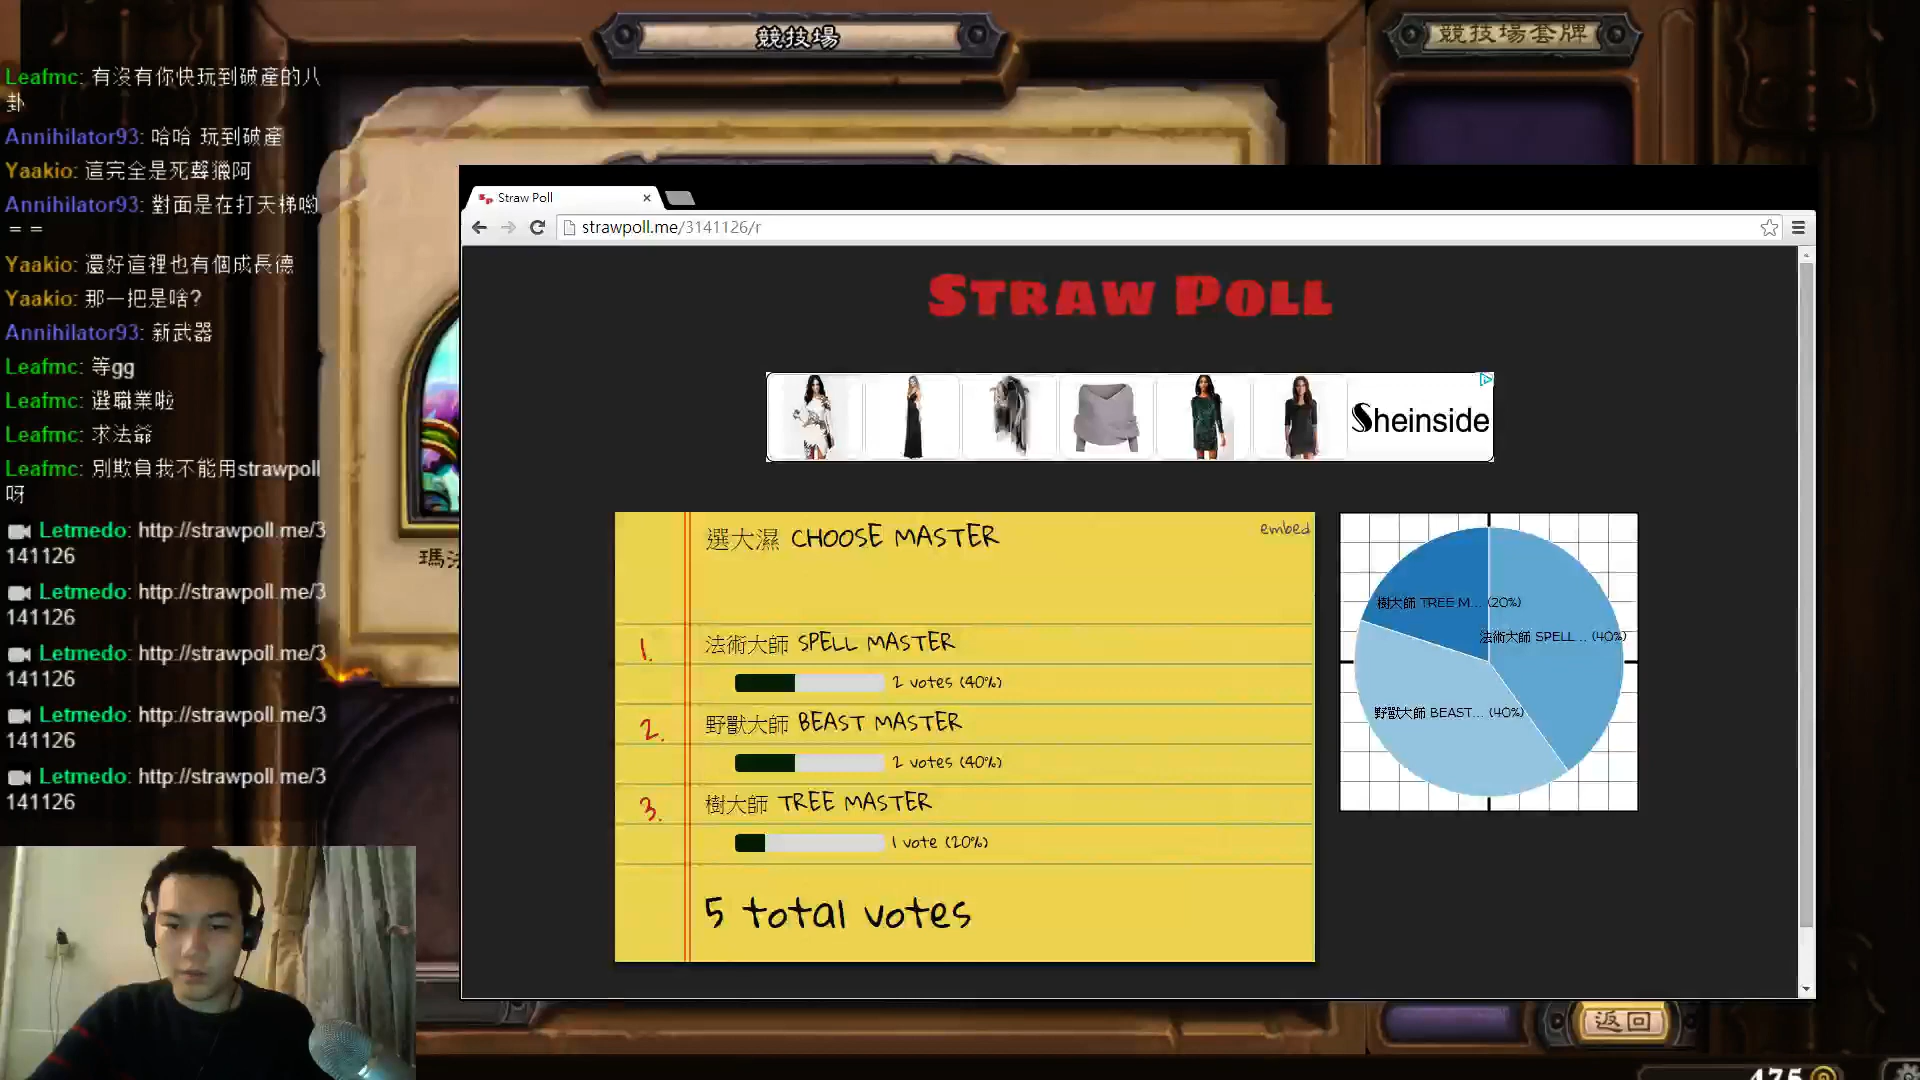 競技場
競技場套牌
Leafmc: 有沒有你快玩到破產的八
卦
Annihilator93: 哈哈 玩到破產
Yaakio: 這完全是死聲獵阿
Annihilator93: 對面是在打天梯喲
= =
Yaakio: 還好這裡也有個成長德
Yaakio: 那一把是啥?
Annihilator93: 新武器
Leafmc: 等gg
Leafmc: 選職業啦
Leafmc: 求法爺
Leafmc: 別欺負我不能用strawpoll
呀
Letmedo: http://strawpoll.me/3
141126
Letmedo: http://strawpoll.me/3
141126
Letmedo: http://strawpoll.me/3
141126
Letmedo: http://strawpoll.me/3
141126
Letmedo: http://strawpoll.me/3
141126
Straw Poll
strawpoll.me/3141126/r
STRAW POLL
Sheinside
選大濕 CHOOSE MASTER
embed
1. 法術大師 SPELL MASTER
2 votes (40%)
2. 野獸大師 BEAST MASTER
2 votes (40%)
3. 樹大師 TREE MASTER
1 vote (20%)
5 total votes
樹大師 TREE M... (20%)
法術大師 SPELL .. (40%)
野獸大師 BEAST... (40%)
返回
475